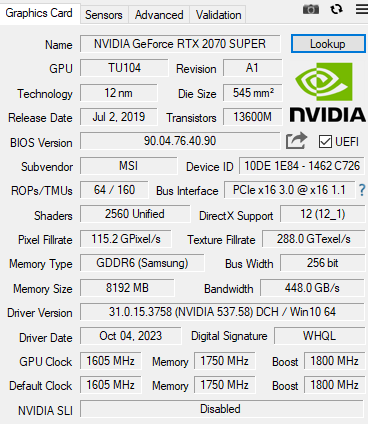 Graphics Card Sensors Advanced Validation
Name NVIDIA GeForce RTX 2070 SUPER Lookup
GPU TU104 Revision A1
Technology 12 nm Die Size 545 mm²
Release Date Jul 2, 2019 Transistors 13600M
NVIDIA
BIOS Version 90.04.76.40.90 UEFI
Subvendor MSI Device ID 10DE 1E84 - 1462 C726
ROPs/TMUs 64 / 160 Bus Interface PCIe x16 3.0 @ x16 1.1 ?
Shaders 2560 Unified DirectX Support 12 (12_1)
Pixel Fillrate 115.2 GPixel/s Texture Fillrate 288.0 GTexel/s
Memory Type GDDR6 (Samsung) Bus Width 256 bit
Memory Size 8192 MB Bandwidth 448.0 GB/s
Driver Version 31.0.15.3758 (NVIDIA 537.58) DCH / Win10 64
Driver Date Oct 04, 2023 Digital Signature WHQL
GPU Clock 1605 MHz Memory 1750 MHz Boost 1800 MHz
Default Clock 1605 MHz Memory 1750 MHz Boost 1800 MHz
NVIDIA SLI Disabled